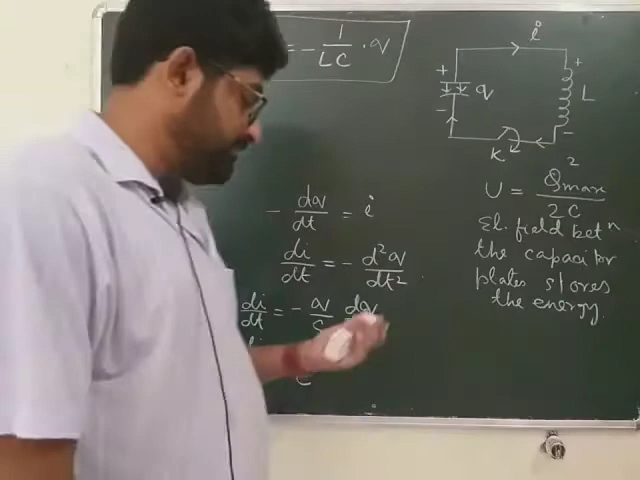 = - 1/LC · q
i
+ +
q L
- -
K
U = Q²max / 2C
El. field betⁿ
the capacitor
plates stores
the energy.
- dq/dt = i
di/dt = - d²q/dt²
di/dt = - q/